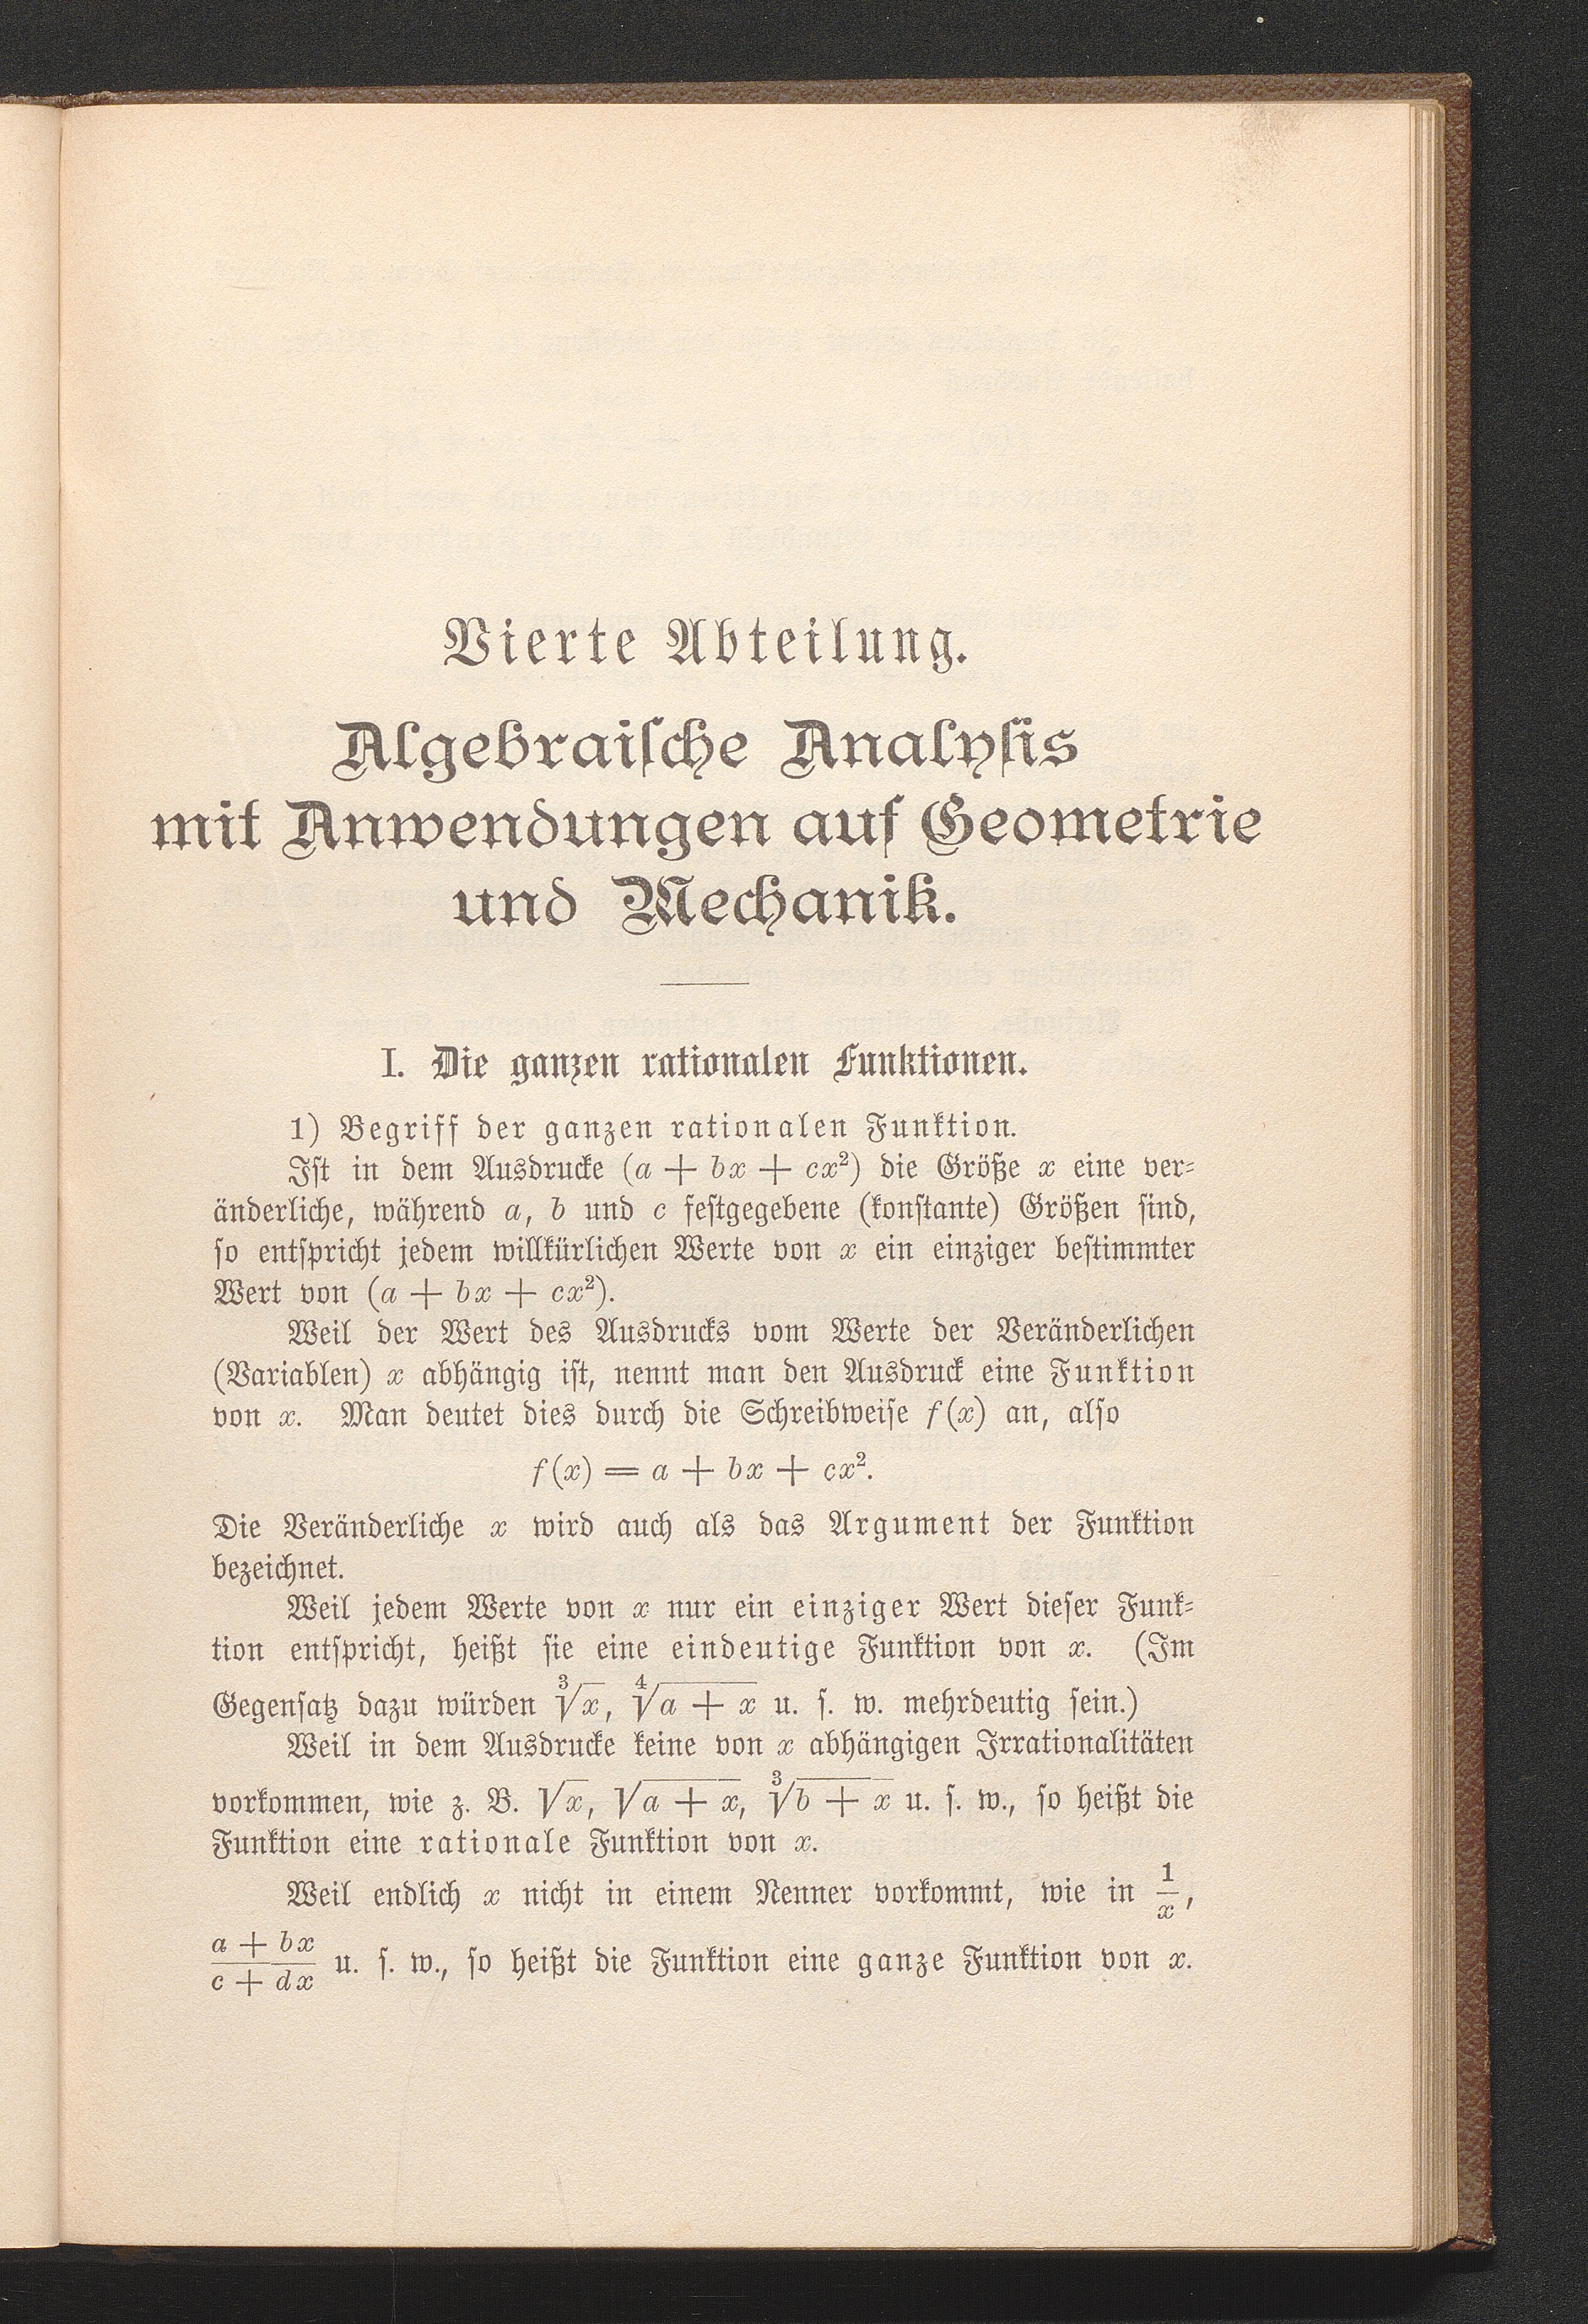 Vierte Abteilung.
Algebraiſche Analyſis
mit Anwendungen auf Geometrie
und Mechanik.
I. Die ganzen rationalen Funktionen.
1) Begriff der ganzen rationalen Funktion.
Iſt in dem Ausdrucke (a + bx + cx²) die Größe x eine ver-
änderliche, während a, b und c feſtgegebene (konſtante) Größen ſind,
ſo entſpricht jedem willkürlichen Werte von x ein einziger beſtimmter
Wert von (a + bx + cx²).
Weil der Wert des Ausdrucks vom Werte der Veränderlichen
(Variablen) x abhängig iſt, nennt man den Ausdruck eine Funktion
von x. Man deutet dies durch die Schreibweiſe f(x) an, alſo
f(x) = a + bx + cx².
Die Veränderliche x wird auch als das Argument der Funktion
bezeichnet.
Weil jedem Werte von x nur ein einziger Wert dieſer Funk-
tion entſpricht, heißt ſie eine eindeutige Funktion von x. (Im
Gegenſatz dazu würden ∛x, ∜(a + x) u. ſ. w. mehrdeutig ſein.)
Weil in dem Ausdrucke keine von x abhängigen Irrationalitäten
vorkommen, wie z. B. √x, √(a + x), ∛(b + x) u. ſ. w., ſo heißt die
Funktion eine rationale Funktion von x.
Weil endlich x nicht in einem Nenner vorkommt, wie in 1/x,
(a + bx)/(c + dx) u. ſ. w., ſo heißt die Funktion eine ganze Funktion von x.